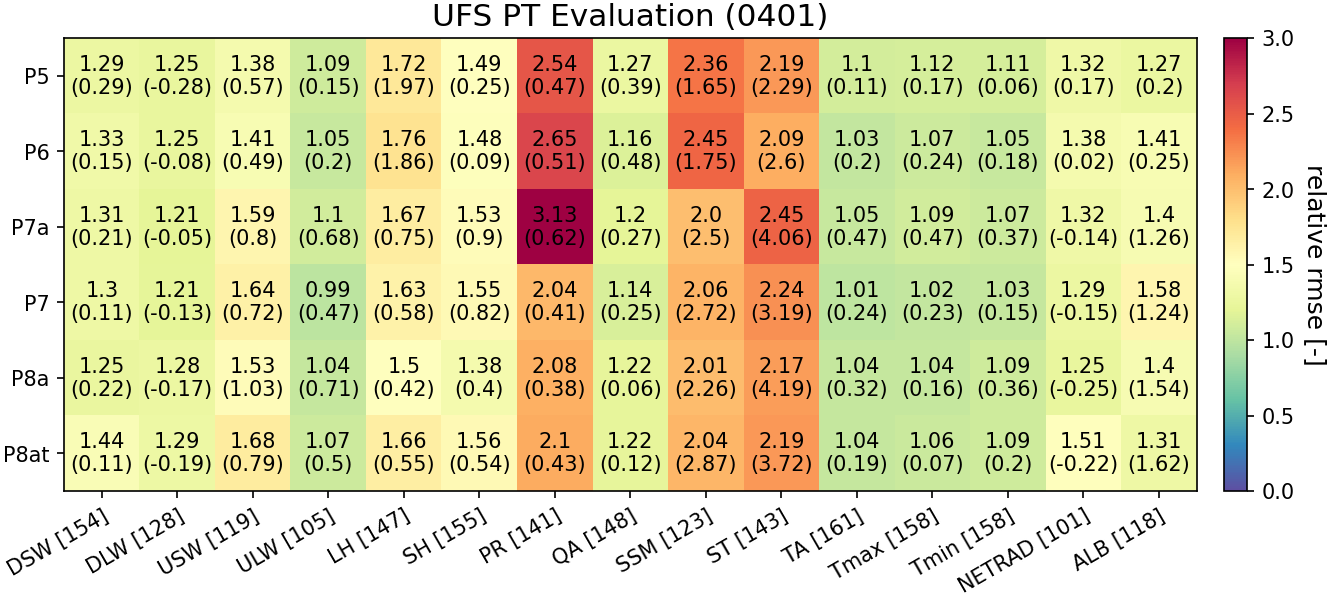 UFS PT Evaluation (0401)
P5 1.29 1.25 1.38 1.09 1.72 1.49 2.54 1.27 2.36 2.19 1.1 1.12 1.11 1.32 1.27
(0.29) (-0.28) (0.57) (0.15) (1.97) (0.25) (0.47) (0.39) (1.65) (2.29) (0.11) (0.17) (0.06) (0.17) (0.2)
P6 1.33 1.25 1.41 1.05 1.76 1.48 2.65 1.16 2.45 2.09 1.03 1.07 1.05 1.38 1.41
(0.15) (-0.08) (0.49) (0.2) (1.86) (0.09) (0.51) (0.48) (1.75) (2.6) (0.2) (0.24) (0.18) (0.02) (0.25)
P7a 1.31 1.21 1.59 1.1 1.67 1.53 3.13 1.2 2.0 2.45 1.05 1.09 1.07 1.32 1.4
(0.21) (-0.05) (0.8) (0.68) (0.75) (0.9) (0.62) (0.27) (2.5) (4.06) (0.47) (0.47) (0.37) (-0.14) (1.26)
P7 1.3 1.21 1.64 0.99 1.63 1.55 2.04 1.14 2.06 2.24 1.01 1.02 1.03 1.29 1.58
(0.11) (-0.13) (0.72) (0.47) (0.58) (0.82) (0.41) (0.25) (2.72) (3.19) (0.24) (0.23) (0.15) (-0.15) (1.24)
P8a 1.25 1.28 1.53 1.04 1.5 1.38 2.08 1.22 2.01 2.17 1.04 1.04 1.09 1.25 1.4
(0.22) (-0.17) (1.03) (0.71) (0.42) (0.4) (0.38) (0.06) (2.26) (4.19) (0.32) (0.16) (0.36) (-0.25) (1.54)
P8at 1.44 1.29 1.68 1.07 1.66 1.56 2.1 1.22 2.04 2.19 1.04 1.06 1.09 1.51 1.31
(0.11) (-0.19) (0.79) (0.5) (0.55) (0.54) (0.43) (0.12) (2.87) (3.72) (0.19) (0.07) (0.2) (-0.22) (1.62)
DSW [154] DLW [128] USW [119] ULW [105] LH [147] SH [155] PR [141] QA [148] SSM [123] ST [143] TA [161] Tmax [158] Tmin [158] NETRAD [101] ALB [118]
3.0
2.5
2.0
1.5
1.0
0.5
0.0
relative rmse [-]